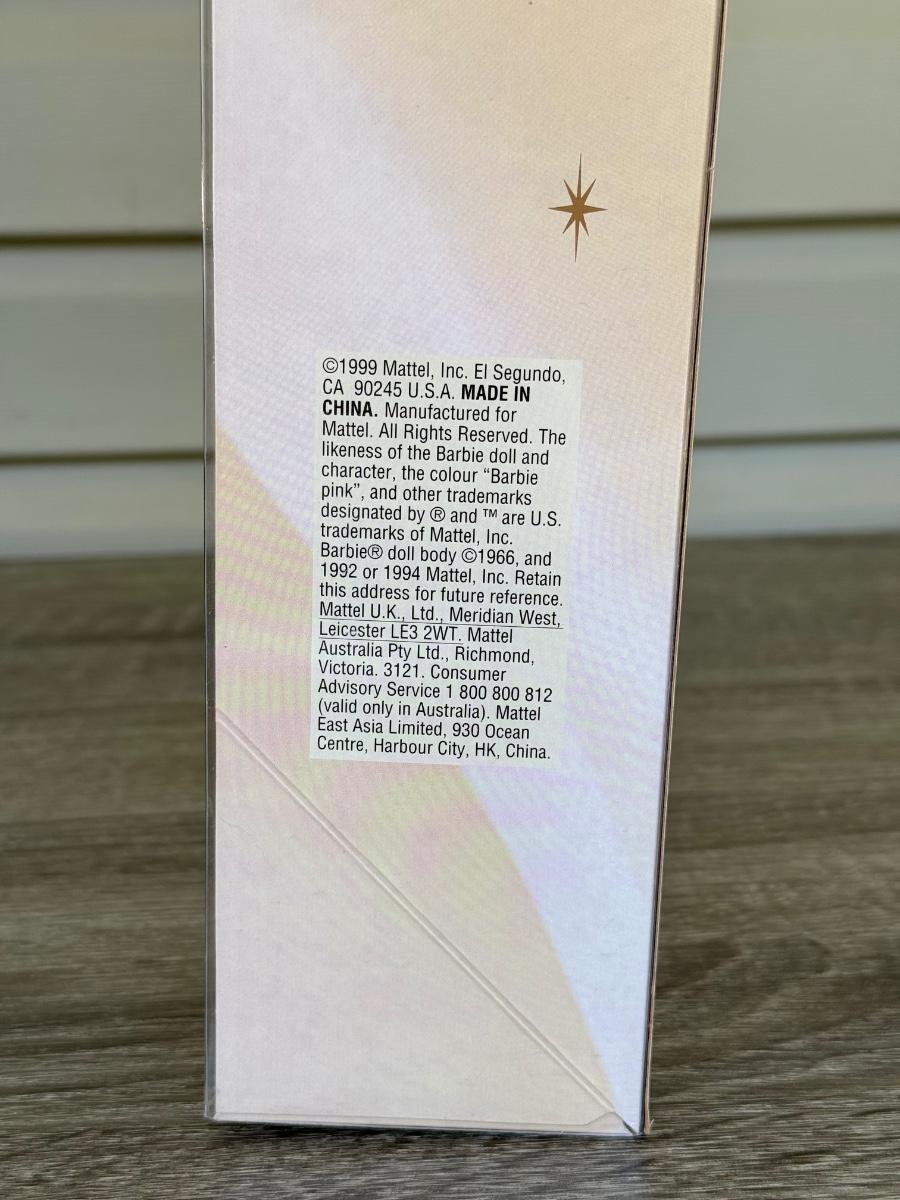 ©1999 Mattel, Inc. El Segundo,
CA 90245 U.S.A. MADE IN
CHINA. Manufactured for
Mattel. All Rights Reserved. The
likeness of the Barbie doll and
character, the colour “Barbie
pink”, and other trademarks
designated by ® and ™ are U.S.
trademarks of Mattel, Inc.
Barbie® doll body ©1966, and
1992 or 1994 Mattel, Inc. Retain
this address for future reference.
Mattel U.K., Ltd., Meridian West,
Leicester LE3 2WT. Mattel
Australia Pty Ltd., Richmond,
Victoria. 3121. Consumer
Advisory Service 1 800 800 812
(valid only in Australia). Mattel
East Asia Limited, 930 Ocean
Centre, Harbour City, HK, China.